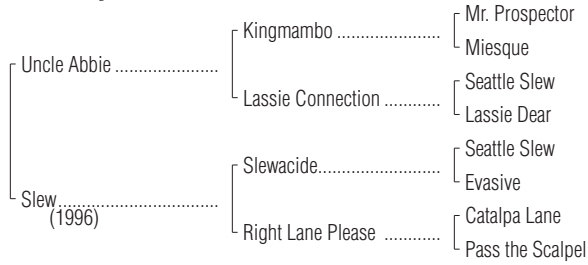 Mr. Prospector
Kingmambo ..................
Miesque
Uncle Abbie ......................
Seattle Slew
Lassie Connection ............
Lassie Dear
Seattle Slew
Slewacide..........................
Evasive
Slew..................................
(1996)
Catalpa Lane
Right Lane Please ............
Pass the Scalpel